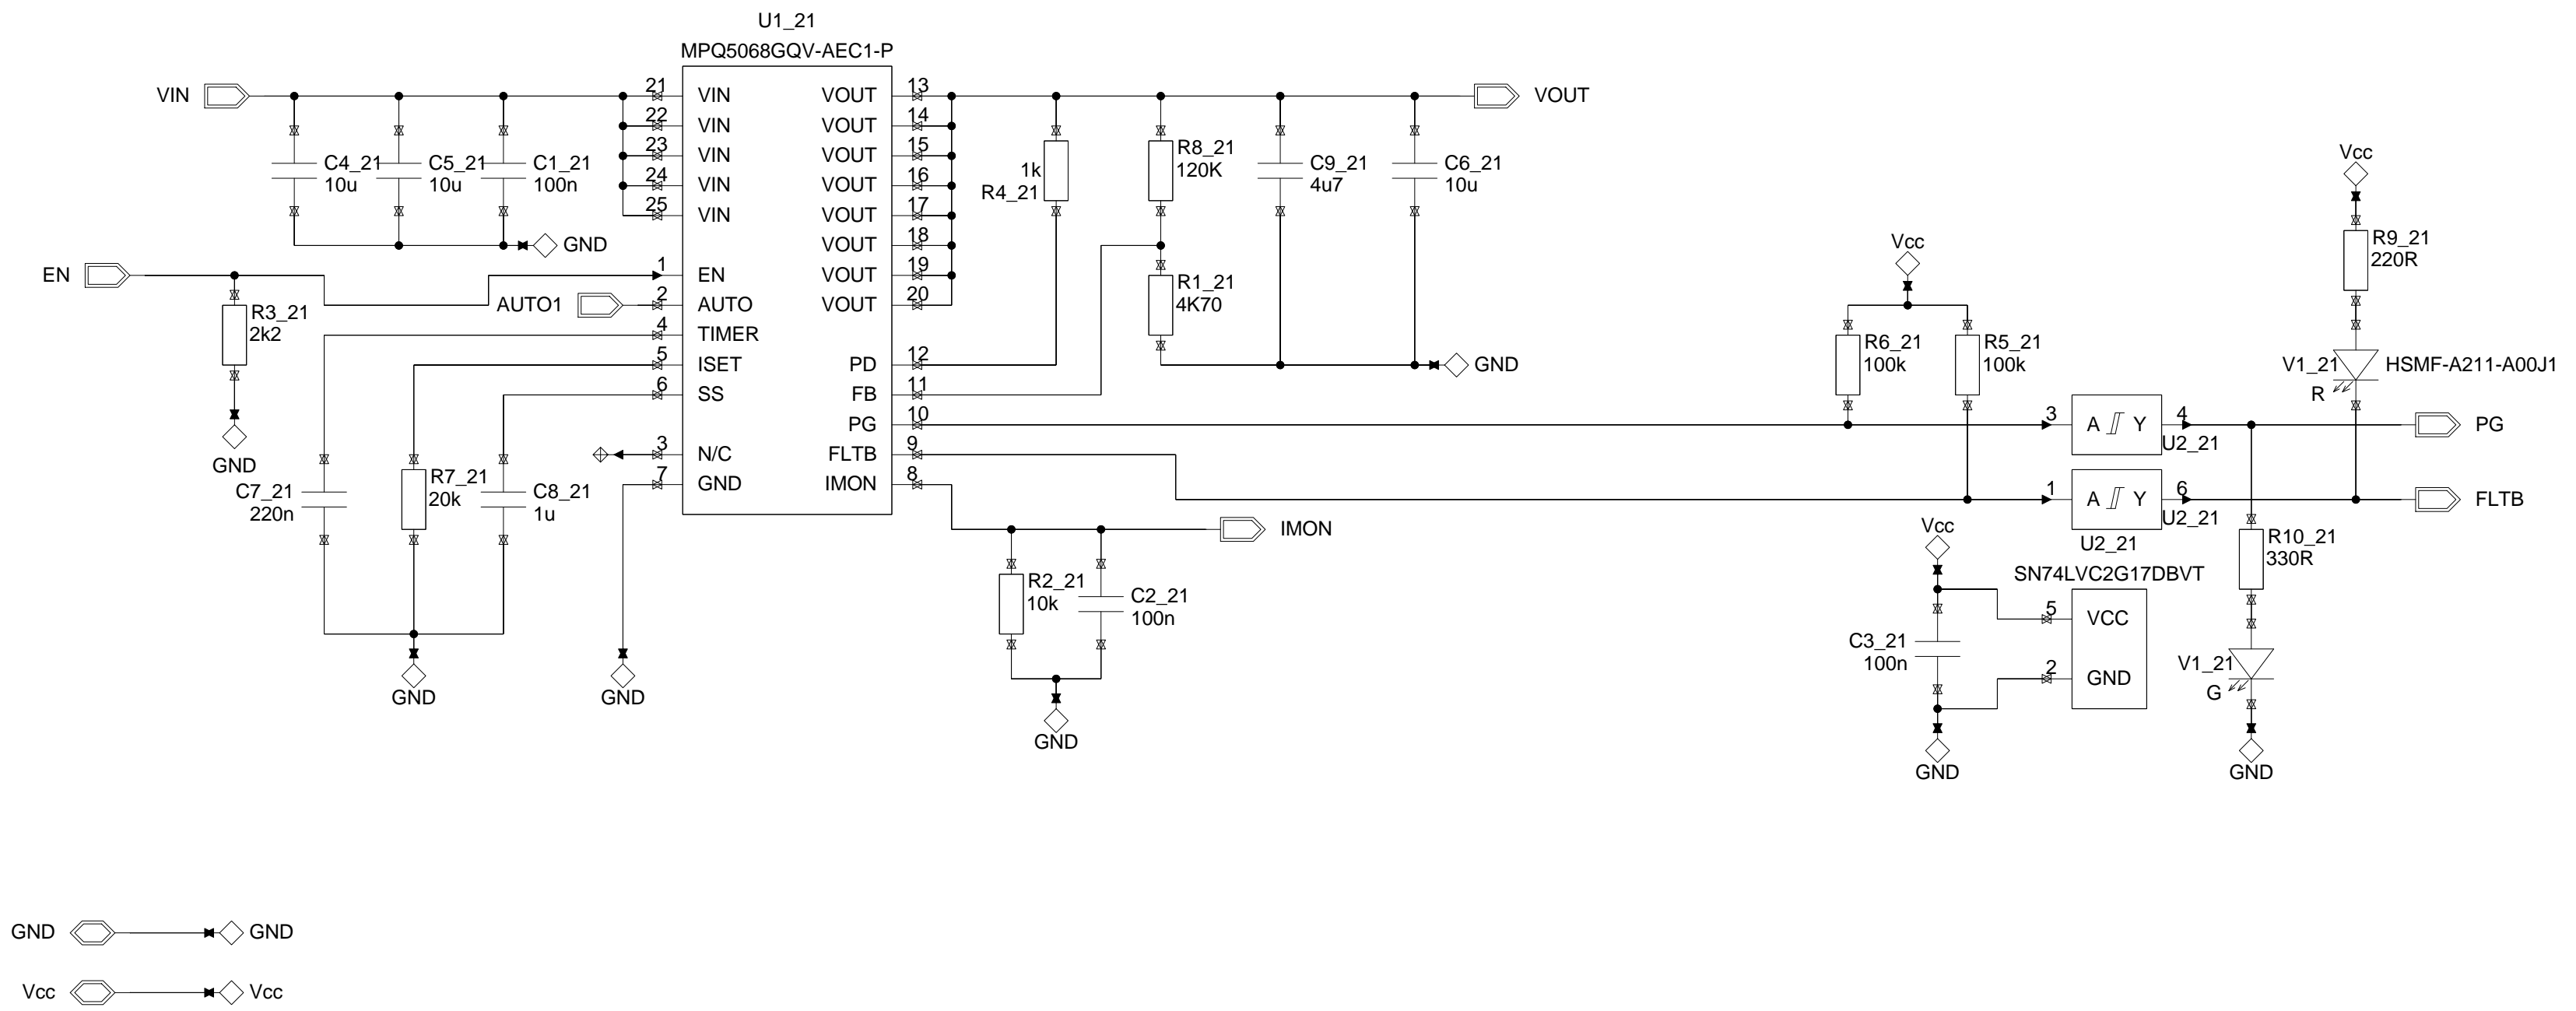 U1_21
MPQ5068GQV-AEC1-P
VIN
21 VIN
22 VIN
23 VIN
24 VIN
25 VIN
1 EN
2 AUTO
4 TIMER
5 ISET
6 SS
3 N/C
7 GND
VOUT 13
VOUT 14
VOUT 15
VOUT 16
VOUT 17
VOUT 18
VOUT 19
VOUT 20
PD 12
FB 11
PG 10
FLTB 9
IMON 8
C4_21
10u
C5_21
10u
C1_21
100n
GND
EN
AUTO1
R3_21
2k2
GND
C7_21
220n
R7_21
20k
C8_21
1u
GND
GND
VOUT
1k
R4_21
R8_21
120K
C9_21
4u7
C6_21
10u
R1_21
4K70
GND
IMON
R2_21
10k
C2_21
100n
GND
Vcc
R6_21
100k
R5_21
100k
Vcc
R9_21
220R
V1_21
R
HSMF-A211-A00J1
3 A Y 4
U2_21
PG
1 A Y 6
U2_21
FLTB
U2_21
SN74LVC2G17DBVT
Vcc
5 VCC
2 GND
C3_21
100n
GND
R10_21
330R
V1_21
G
GND
GND GND
Vcc Vcc